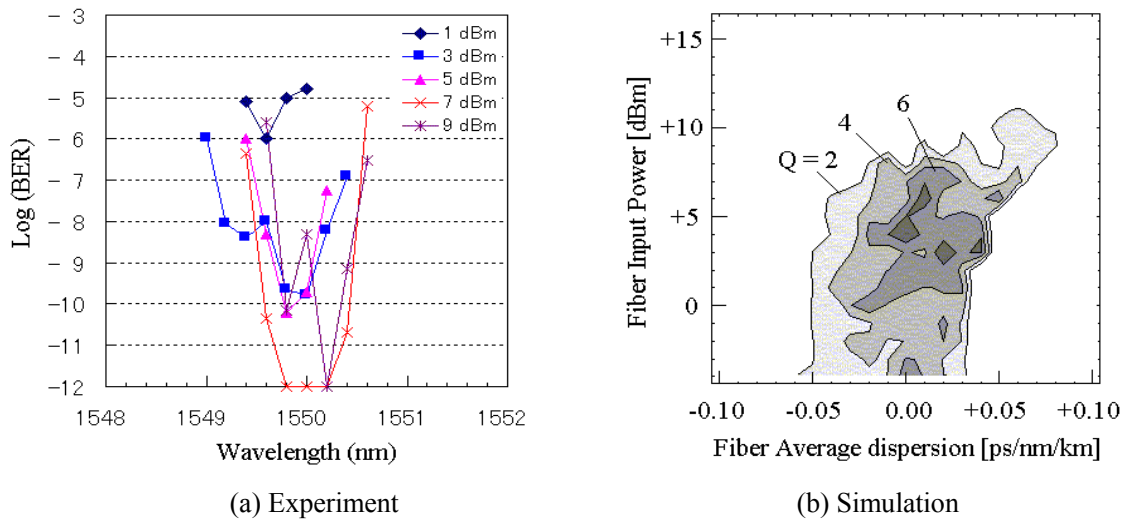 Log (BER)
− 3
− 4
− 5
− 6
− 7
− 8
− 9
−10
−11
−12
1 dBm
3 dBm
5 dBm
7 dBm
9 dBm
1548 1549 1550 1551 1552
Wavelength (nm)
(a) Experiment
Fiber Input Power [dBm]
+15
+10
+5
0
6
4
Q = 2
-0.10 -0.05 0.00 +0.05 +0.10
Fiber Average dispersion [ps/nm/km]
(b) Simulation